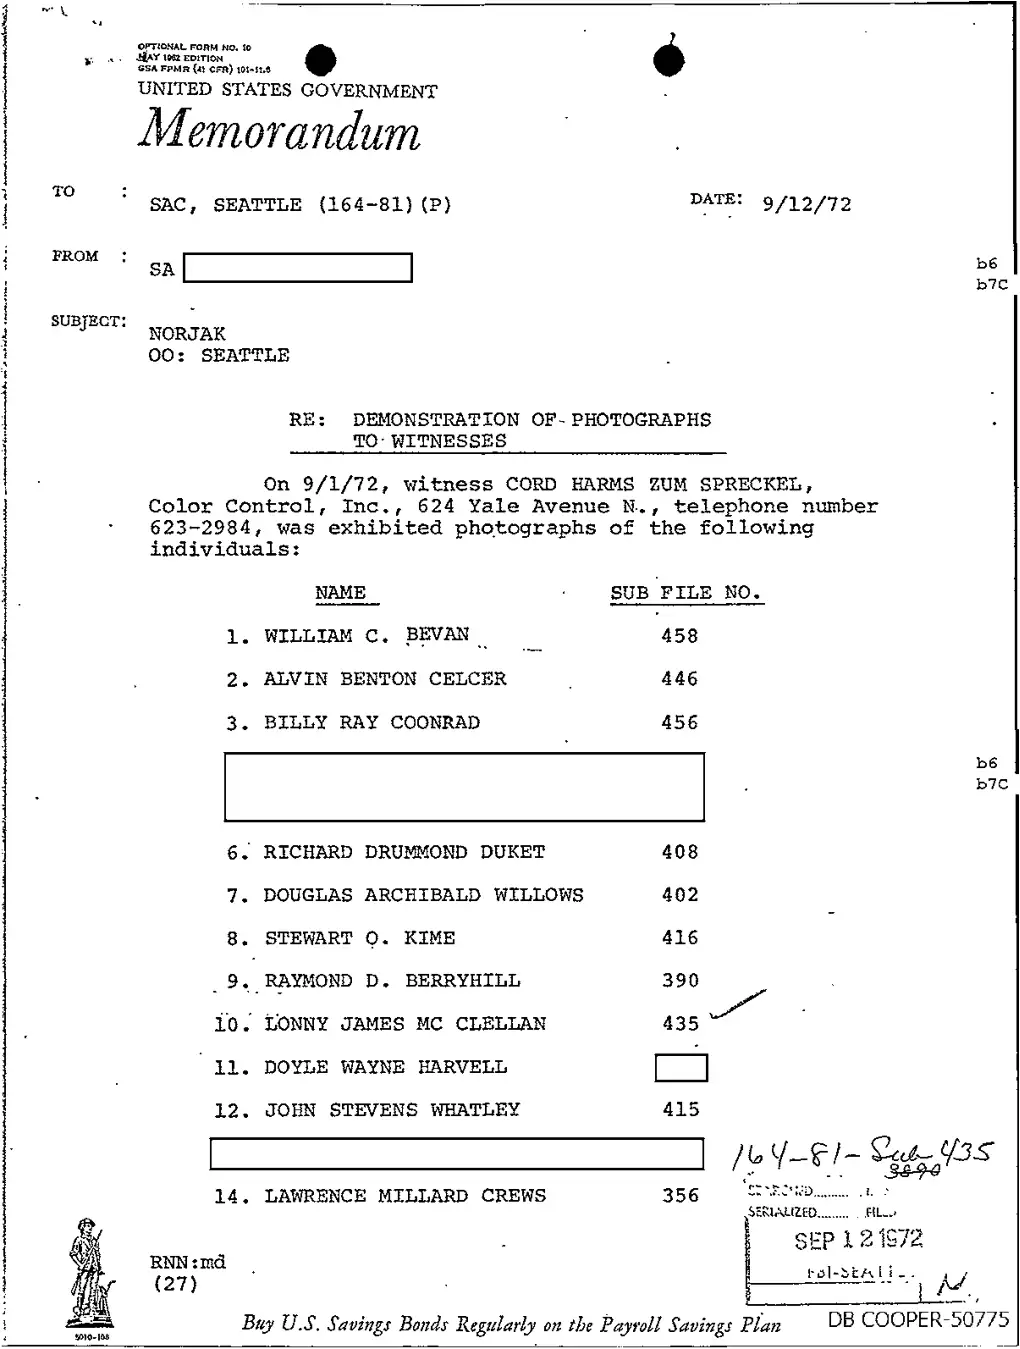 OPTIONAL FORM NO. 10
MAY 1962 EDITION
GSA FPMR (41 CFR) 101-11.6
UNITED STATES GOVERNMENT
Memorandum
TO : SAC, SEATTLE (164-81)(P) DATE: 9/12/72
FROM : SA
b6
b7C
SUBJECT: NORJAK
OO: SEATTLE
RE: DEMONSTRATION OF PHOTOGRAPHS
TO WITNESSES
On 9/1/72, witness CORD HARMS ZUM SPRECKEL,
Color Control, Inc., 624 Yale Avenue N., telephone number
623-2984, was exhibited photographs of the following
individuals:
NAME SUB FILE NO.
1. WILLIAM C. BEVAN 458
2. ALVIN BENTON CELCER 446
3. BILLY RAY COONRAD 456
b6
b7C
6. RICHARD DRUMMOND DUKET 408
7. DOUGLAS ARCHIBALD WILLOWS 402
8. STEWART O. KIME 416
9. RAYMOND D. BERRYHILL 390
10. LONNY JAMES MC CLELLAN 435
11. DOYLE WAYNE HARVELL
12. JOHN STEVENS WHATLEY 415
164-81-Sub 435
14. LAWRENCE MILLARD CREWS 356
SERIALIZED
SEP 12 1972
RNN:md
(27)
FBI-SEATTLE
5010-108
Buy U.S. Savings Bonds Regularly on the Payroll Savings Plan
DB COOPER-50775